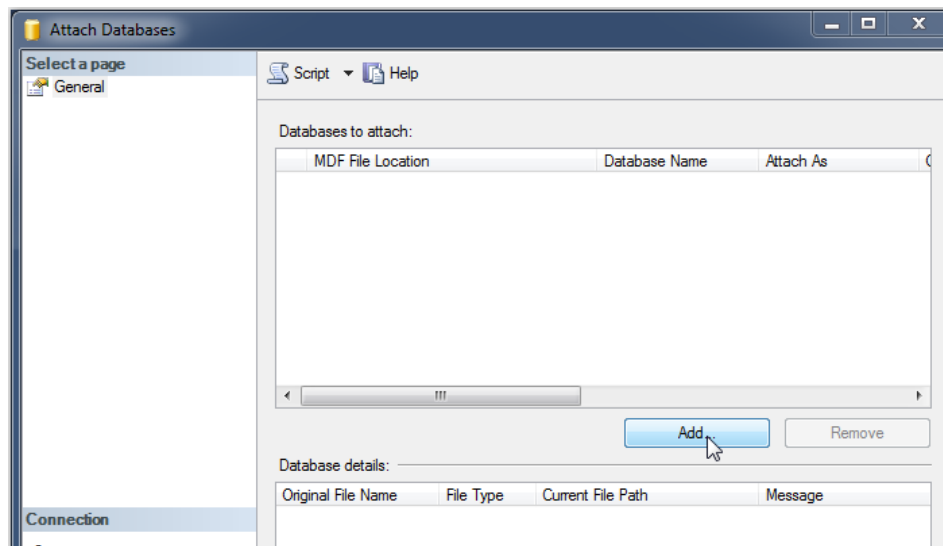 Attach Databases
Select a page
General
Script Help
Databases to attach:
MDF File Location Database Name Attach As
Add... Remove
Database details:
Original File Name File Type Current File Path Message
Connection